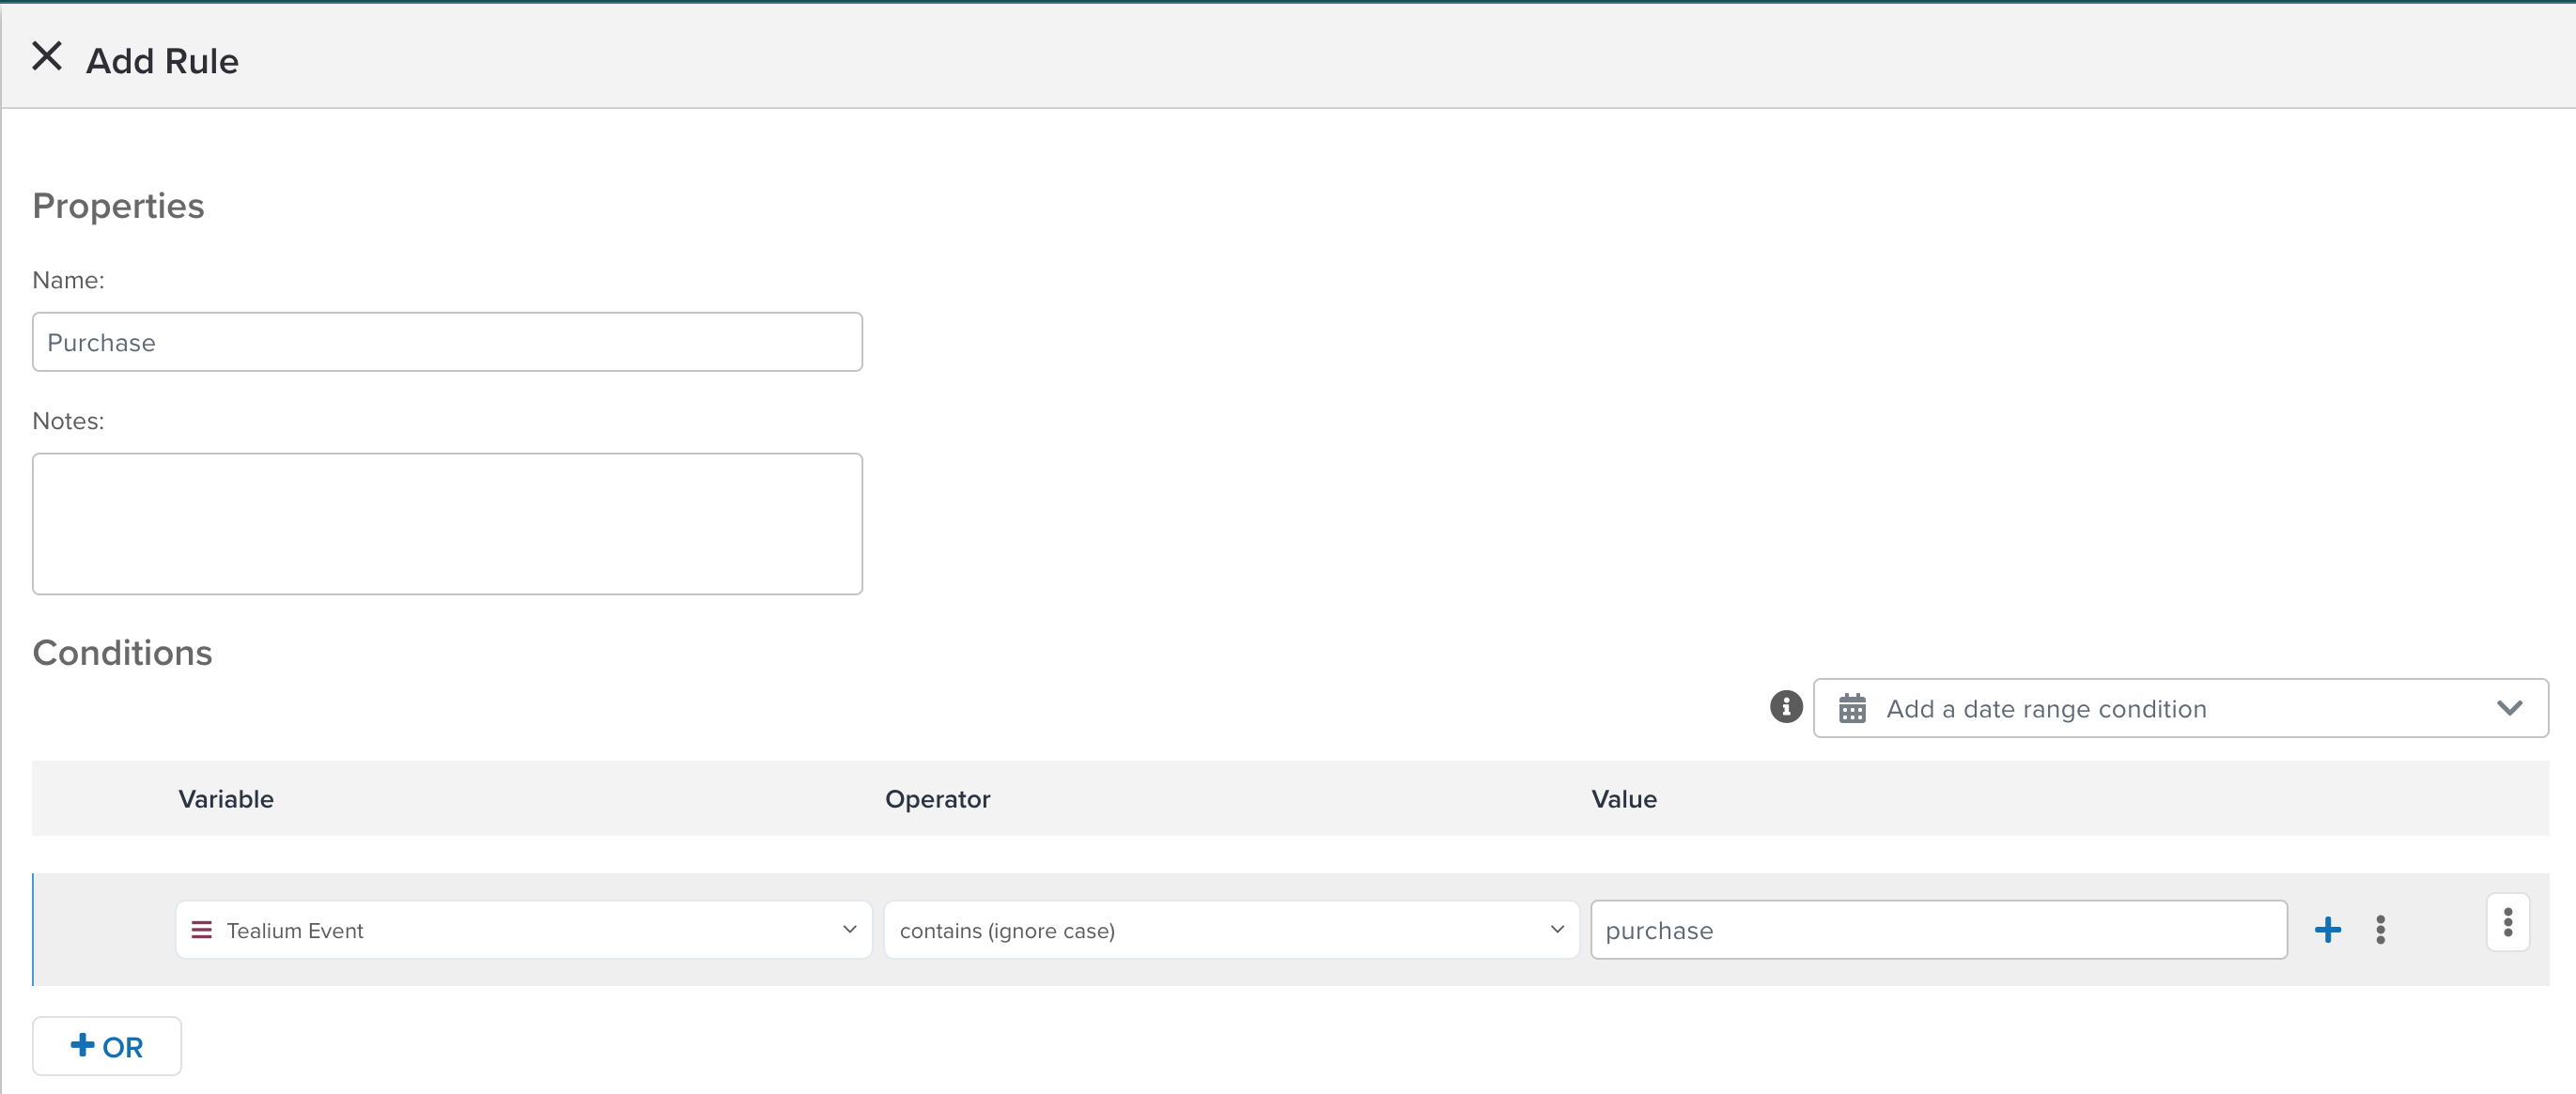 Add Rule
Properties
Name:
Purchase
Notes:
Conditions
Add a date range condition
Variable Operator Value
Tealium Event contains (ignore case) purchase
OR